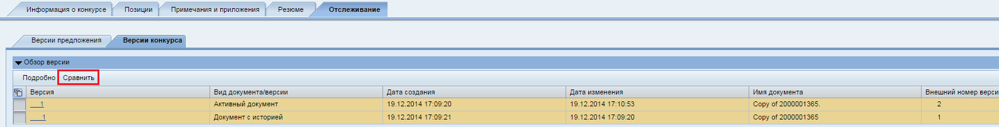 Информация о конкурсе Позиции Примечания и приложения Резюме Отслеживание
Версии предложения Версии конкурса
Обзор версии
Подробно Сравнить
Версия Вид документа/версии Дата создания Дата изменения Имя документа Внешний номер верси
1 Активный документ 19.12.2014 17:09:20 19.12.2014 17:10:53 Copy of 2000001365. 2
1 Документ с историей 19.12.2014 17:09:21 19.12.2014 17:09:20 Copy of 2000001365 1